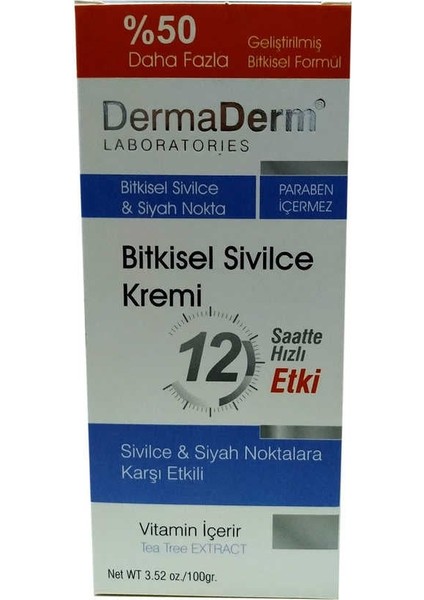 %50
Daha Fazla
Geliştirilmiş
Bitkisel Formül
DermaDerm®
LABORATORIES
Bitkisel Sivilce
& Siyah Nokta
PARABEN
İÇERMEZ
Bitkisel Sivilce
Kremi
12
Saatte
Hızlı
Etki
Sivilce & Siyah Noktalara
Karşı Etkili
Vitamin İçerir
Tea Tree EXTRACT
Net WT 3.52 oz./100gr.